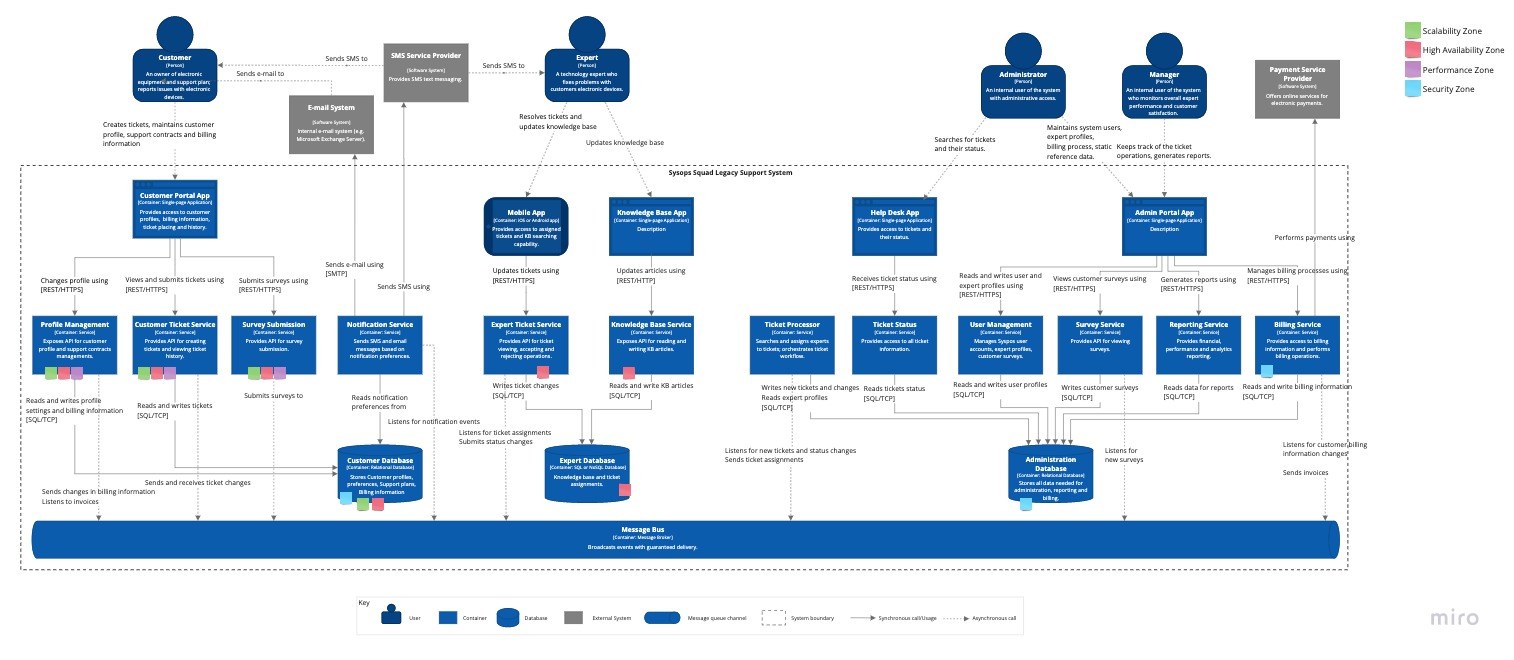 Customer
[Person]
An owner of electronic
equipment and support plan;
reports issues with electronic
devices.
Sends SMS to
Sends e-mail to
SMS Service Provider
[Software System]
Provides SMS text messaging.
Sends SMS to
Expert
[Person]
A technology expert who
fixes problems with
customers electronic devices.
Administrator
[Person]
An internal user of the system
with administrative access.
Manager
[Person]
An internal user of the system
who monitors overall expert
performance and customer
satisfaction.
Payment Service
Provider
[Software System]
Offers online services for
electronic payments.
Scalability Zone
High Availability Zone
Performance Zone
Security Zone
E-mail System
[Software System]
Internal e-mail system (e.g.
Microsoft Exchange Server).
Creates tickets, maintains customer
profile, support contracts and billing
information
Resolves tickets and
updates knowledge base
Updates knowledge base
Searches for tickets
and their status.
Maintains system users,
expert profiles,
billing process, static
reference data.
Keeps track of the ticket
operations, generates reports.
Sysops Squad Legacy Support System
Customer Portal App
[Container: Single-page Application]
Provides access to customer
profiles, billing information,
ticket placing and history.
Mobile App
[Container: iOS or Android app]
Provides access to assigned
tickets and KB searching
capability.
Knowledge Base App
[Container: Single-page Application]
Description
Help Desk App
[Container: Single-page Application]
Provides access to tickets and
their status.
Admin Portal App
[Container: Single-page Application]
Description
Performs payments using
Changes profile using
[REST/HTTPS]
Views and submits tickets using
[REST/HTTPS]
Submits surveys using
[REST/HTTPS]
Sends e-mail using
[SMTP]
Sends SMS using
Updates tickets using
[REST/HTTPS]
Updates articles using
[REST/HTTP]
Receives ticket status using
[REST/HTTPS]
Reads and writes user and
expert profiles using
[REST/HTTPS]
Views customer surveys using
[REST/HTTPS]
Generates reports using
[REST/HTTPS]
Manages billing processes using
[REST/HTTPS]
Profile Management
[Container: Service]
Exposes API for customer
profile and support contracts
managements.
Customer Ticket Service
[Container: Service]
Provides API for creating
tickets and viewing ticket
history.
Survey Submission
[Container: Service]
Provides API for survey
submission.
Notification Service
[Container: Service]
Sends SMS and email
messages based on
notification preferences.
Expert Ticket Service
[Container: Service]
Provides API for ticket
viewing, accepting and
rejecting operations.
Knowledge Base Service
[Container: Service]
Exposes API for reading and
writing KB articles.
Ticket Processor
[Container: Service]
Searches and assigns experts
to tickets; orchestrates ticket
workflow.
Ticket Status
[Container: Service]
Provides access to all ticket
information.
User Management
[Container: Service]
Manages Syspos user
accounts, expert profiles,
customer surveys.
Survey Service
[Container: Service]
Provides API for viewing
surveys.
Reporting Service
[Container: Service]
Provides financial,
performance and analytics
reporting.
Billing Service
[Container: Service]
Provides access to billing
information and performs
billing operations.
Reads and writes profile
settings and billing information
[SQL/TCP]
Reads and writes tickets
[SQL/TCP]
Submits surveys to
Reads notification
preferences from
Listens for notification events
Writes ticket changes
[SQL/TCP]
Reads and write KB articles
[SQL/TCP]
Listens for ticket assignments
Submits status changes
Writes new tickets and changes
Reads expert profiles
[SQL/TCP]
Reads tickets status
[SQL/TCP]
Reads and write user profiles
[SQL/TCP]
Writes customer surveys
[SQL/TCP]
Reads data for reports
[SQL/TCP]
Reads and write billing information
[SQL/TCP]
Listens for new tickets and status changes
Sends ticket assignments
Listens for
new surveys
Listens for customer billing
information changes
Sends invoices
Customer Database
[Container: Relational Database]
Stores Customer profiles,
preferences, Support plans,
Billing information
Expert Database
[Container: SQL or NoSQL Database]
Knowledge base and ticket
assignments.
Administration
Database
[Container: Relational Database]
Stores all data needed for
administration, reporting and
billing.
Sends and receives ticket changes
Sends changes in billing information
Listens to invoices
Message Bus
[Container: Message Broker]
Broadcasts events with guaranteed delivery.
Key
User
Container
Database
External System
Message queue channel
System boundary
Synchronous call/Usage
Asynchronous call
miro